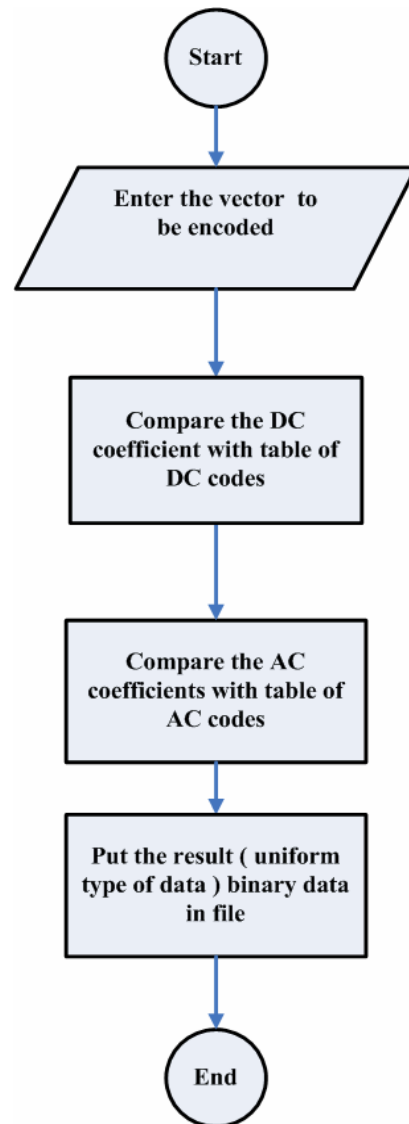 Start
Enter the vector to
be encoded
Compare the DC
coefficient with table of
DC codes
Compare the AC
coefficients with table of
AC codes
Put the result ( uniform
type of data ) binary data
in file
End